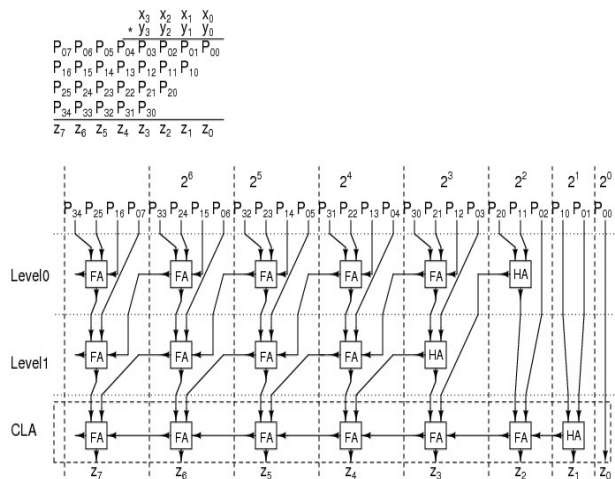 x3 x2 x1 x0
* y3 y2 y1 y0
P07 P06 P05 P04 P03 P02 P01 P00
P16 P15 P14 P13 P12 P11 P10
P25 P24 P23 P22 P21 P20
P34 P33 P32 P31 P30
z7 z6 z5 z4 z3 z2 z1 z0
2^6 2^5 2^4 2^3 2^2 2^1 2^0
P34 P25 P16 P07 P33 P24 P15 P06 P32 P23 P14 P05 P31 P22 P13 P04 P30 P21 P12 P03 P20 P11 P02 P10 P01 P00
Level0 FA FA FA FA FA HA
Level1 FA FA FA FA HA
CLA FA FA FA FA FA FA HA
z7 z6 z5 z4 z3 z2 z1 z0